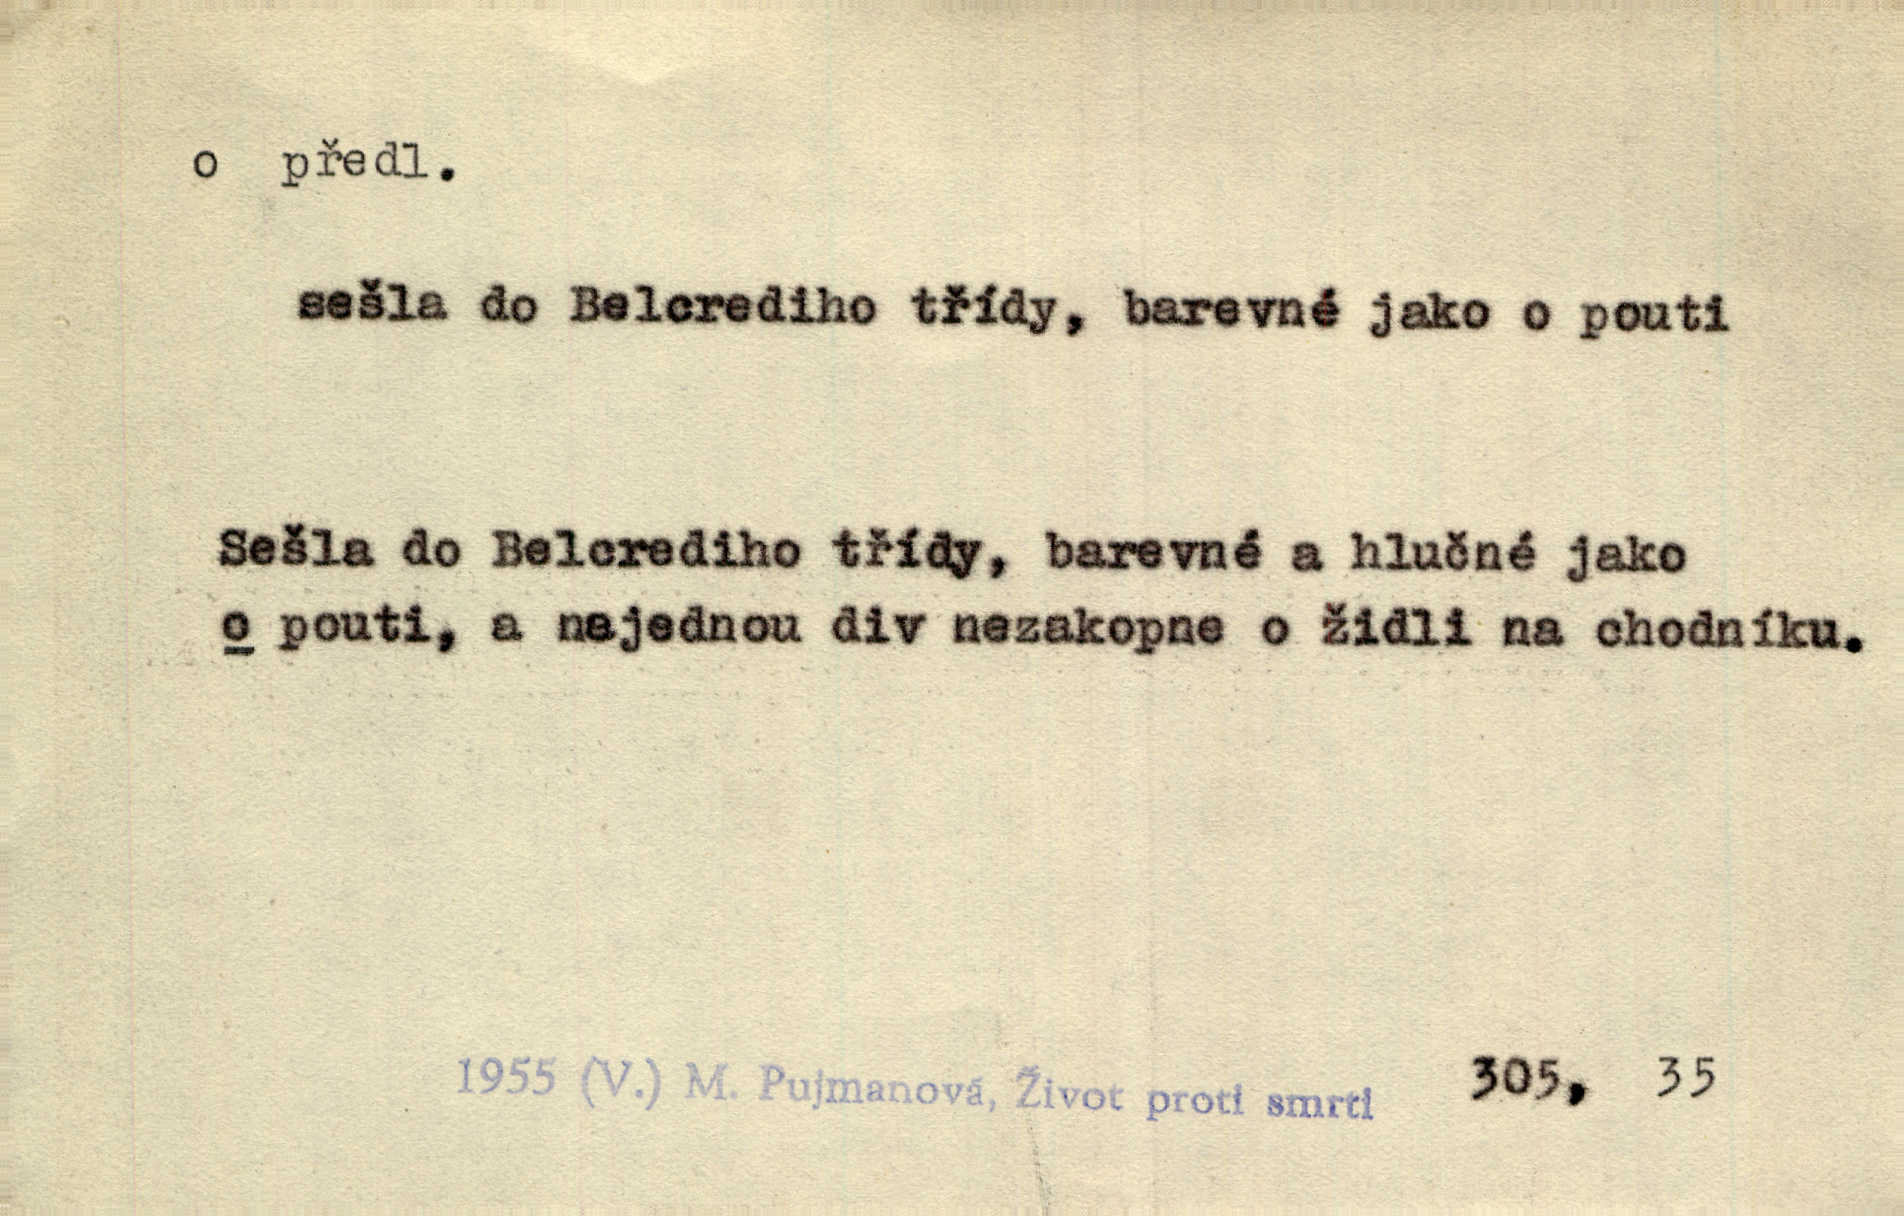 o předl.
sešla do Belcrediho třídy, barevné jako o pouti
Sešla do Belcrediho třídy, barevné a hlučné jako
o pouti, a najednou div nezakopne o židli na chodníku.
1955 (V.) M. Pujmanová, Život proti smrti 305, 35